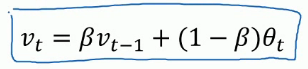 v_t = βv_{t−1} + (1 − β)θ_t